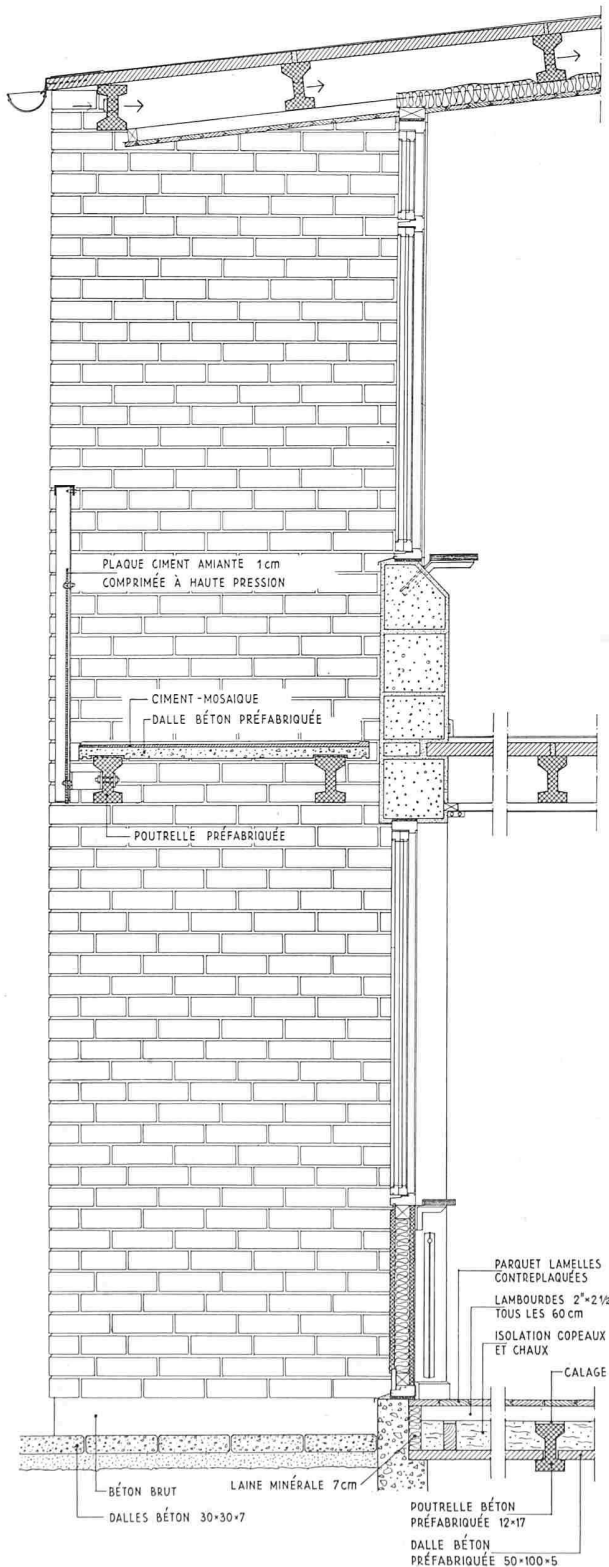 PLAQUE CIMENT AMIANTE 1cm
COMPRIMÉE À HAUTE PRESSION
CIMENT-MOSAIQUE
DALLE BÉTON PRÉFABRIQUÉE
POUTRELLE PRÉFABRIQUÉE
PARQUET LAMELLES
CONTREPLAQUÉES
LAMBOURDES 2"×2½
TOUS LES 60cm
ISOLATION COPEAUX
ET CHAUX
CALAGE
BÉTON BRUT
LAINE MINÉRALE 7cm
DALLES BÉTON 30×30×7
POUTRELLE BÉTON
PRÉFABRIQUÉE 12×17
DALLE BÉTON
PRÉFABRIQUÉE 50×100×5